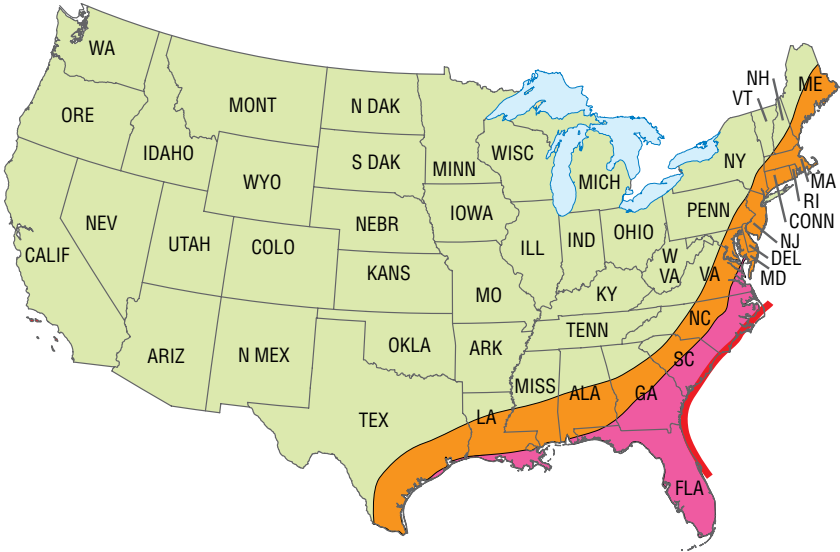 WA
MONT
N DAK
ME
NH
VT
ORE
IDAHO
S DAK
MINN
WISC
MICH
NY
WYO
MA
RI
CONN
NEV
NEBR
IOWA
PENN
NJ
CALIF
UTAH
COLO
ILL
IND
OHIO
DEL
MD
KANS
W
VA
VA
MO
KY
NC
ARIZ
N MEX
OKLA
ARK
TENN
SC
MISS
ALA
GA
TEX
LA
FLA